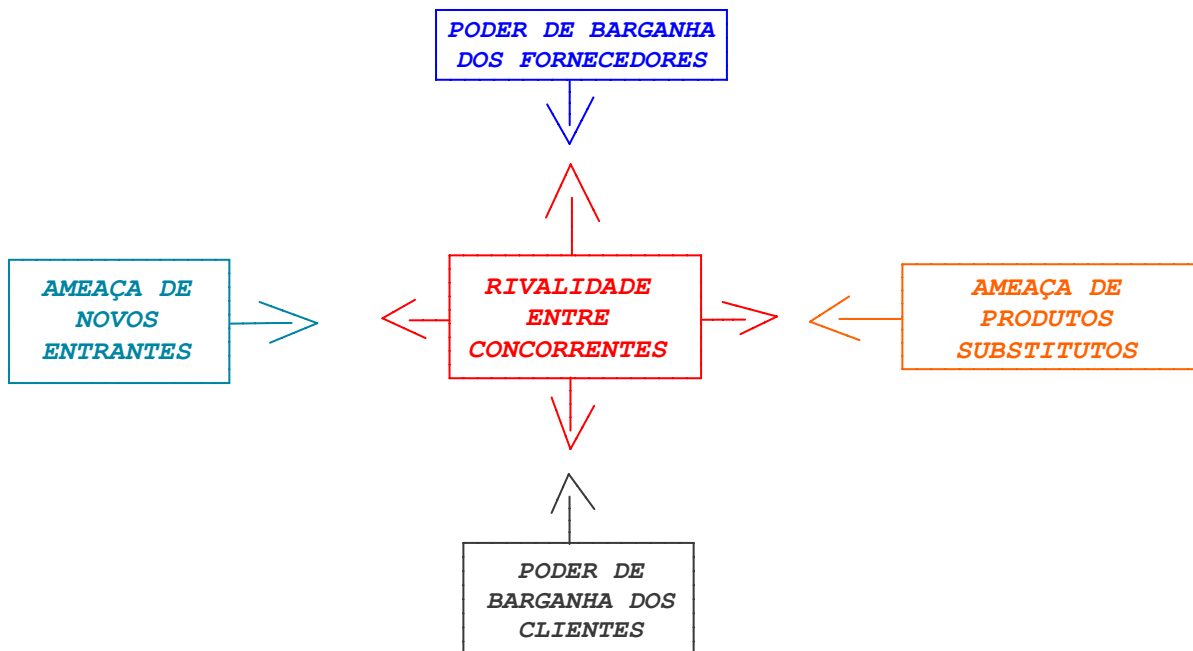 PODER DE BARGANHA
DOS FORNECEDORES
AMEAÇA DE
NOVOS
ENTRANTES
RIVALIDADE
ENTRE
CONCORRENTES
AMEAÇA DE
PRODUTOS
SUBSTITUTOS
PODER DE
BARGANHA DOS
CLIENTES